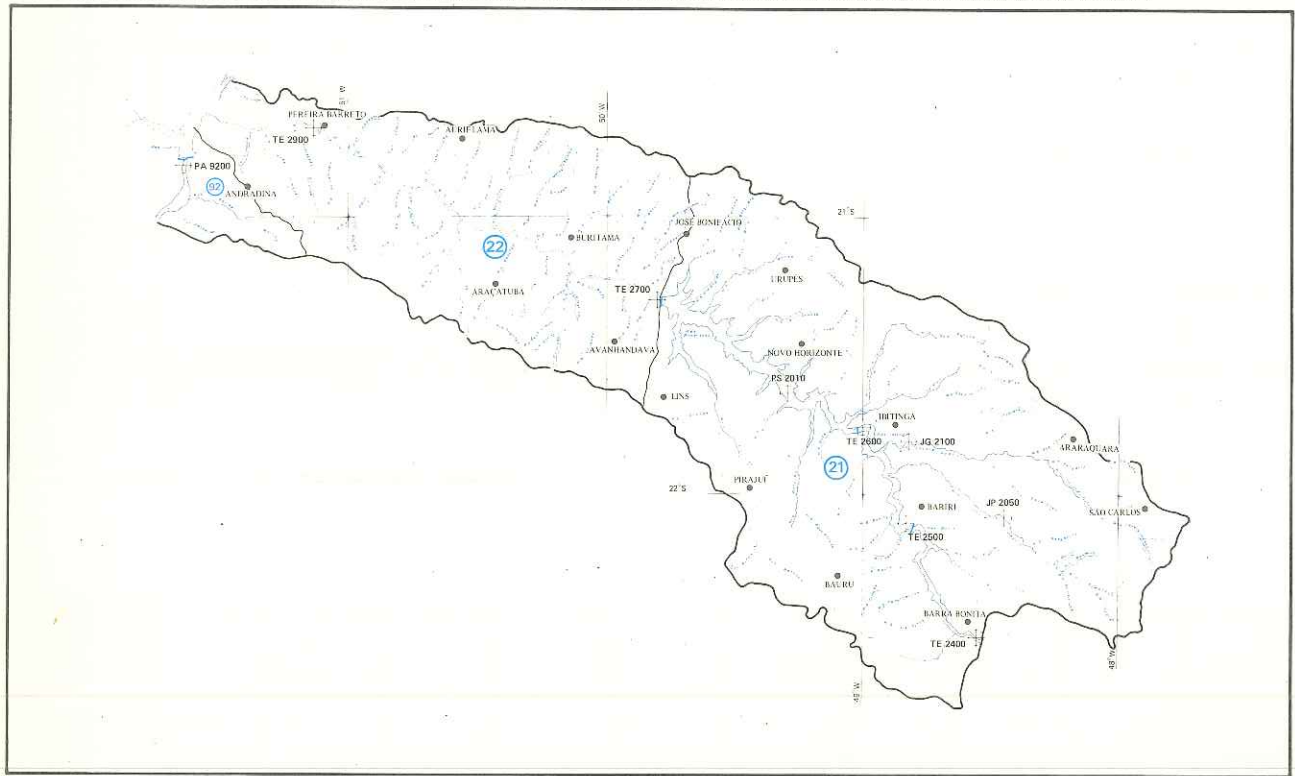 51°W
50°W
PEREIRA BARRETO
TE 2900
AURIFLAMA
PA 9200
92
ANDRADINA
21°S
JOSÉ BONIFÁCIO
22
BURITAMA
URUPÊS
ARAÇATUBA
TE 2700
AVANHANDAVA
NOVO HORIZONTE
PS 2010
LINS
IBITINGA
TE 2600
JG 2100
ARARAQUARA
21
PIRAJUÍ
22°S
BARIRI
JP 2050
SÃO CARLOS
TE 2500
BAURU
BARRA BONITA
TE 2400
48°W
49°W